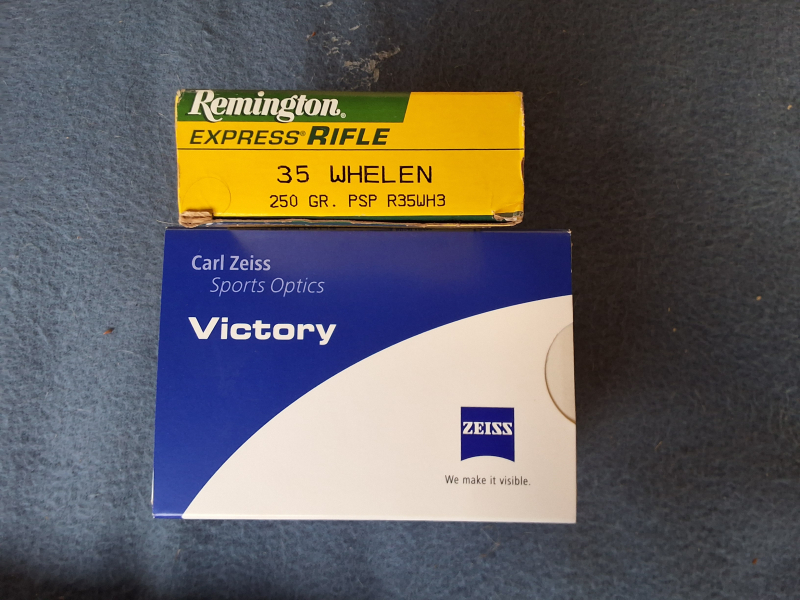 Remington®
EXPRESS® RIFLE
35 WHELEN
250 GR. PSP R35WH3
Carl Zeiss
Sports Optics
Victory
ZEISS
We make it visible.